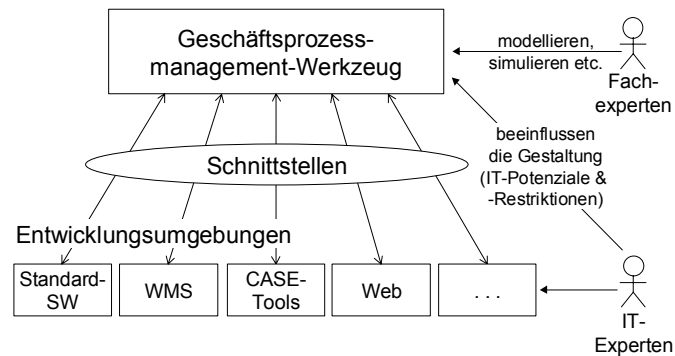 Geschäftsprozess-
management-Werkzeug
modellieren,
simulieren etc.
Fach-
experten
beeinflussen
die Gestaltung
(IT-Potenziale &
-Restriktionen)
Schnittstellen
Entwicklungsumgebungen
Standard-
SW
WMS
CASE-
Tools
Web
. . .
IT-
Experten